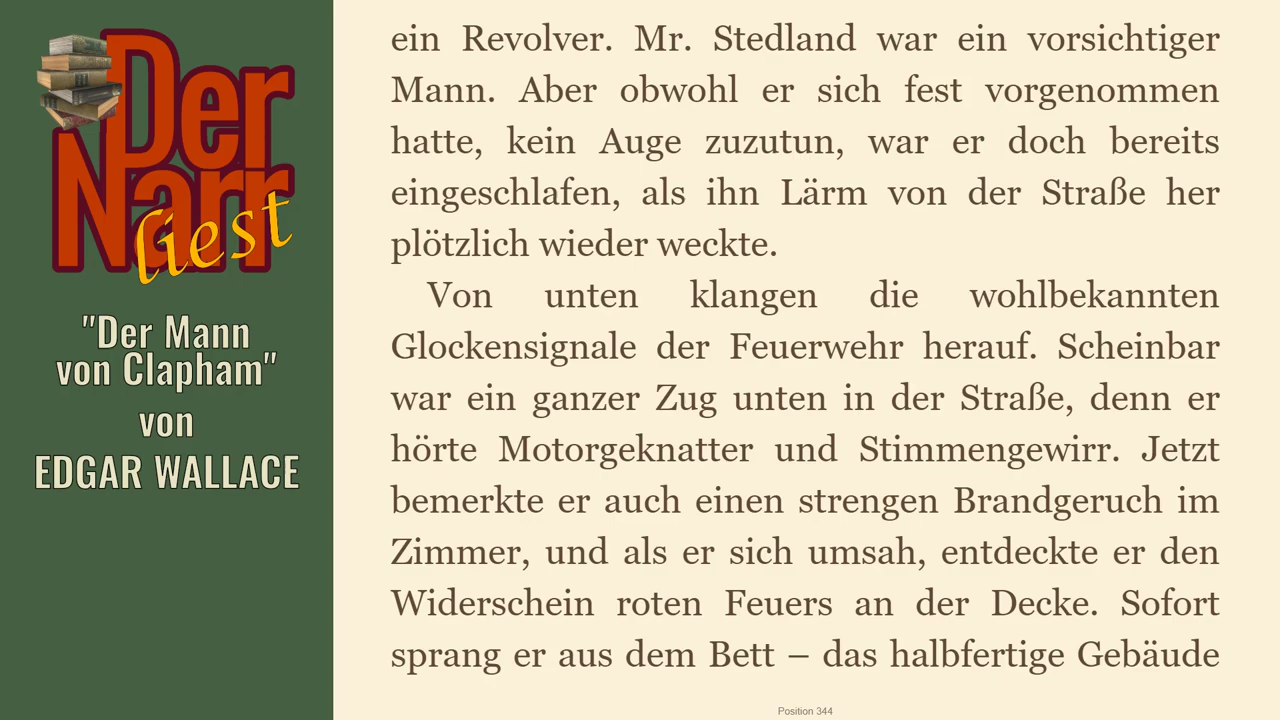 Der
Narr
liest
"Der Mann
von Clapham"
von
EDGAR WALLACE
ein Revolver. Mr. Stedland war ein vorsichtiger
Mann. Aber obwohl er sich fest vorgenommen
hatte, kein Auge zuzutun, war er doch bereits
eingeschlafen, als ihn Lärm von der Straße her
plötzlich wieder weckte.
Von unten klangen die wohlbekannten
Glockensignale der Feuerwehr herauf. Scheinbar
war ein ganzer Zug unten in der Straße, denn er
hörte Motorgeknatter und Stimmengewirr. Jetzt
bemerkte er auch einen strengen Brandgeruch im
Zimmer, und als er sich umsah, entdeckte er den
Widerschein roten Feuers an der Decke. Sofort
sprang er aus dem Bett – das halbfertige Gebäude
Position 344